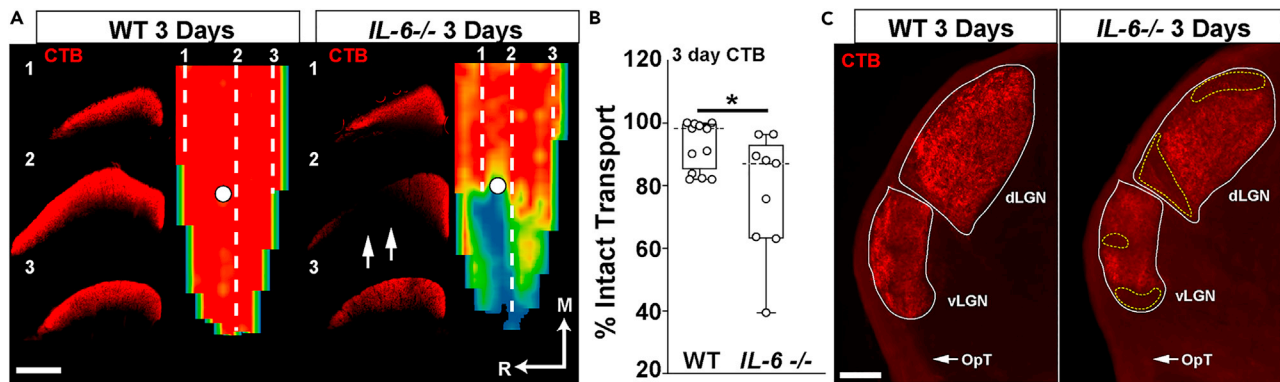 A
WT 3 Days
IL-6-/- 3 Days
CTB
1
2
3
CTB
1
2
3
1
2
3
1
2
3
M
R
B
3 day CTB
*
% Intact Transport
120
100
80
60
40
20
WT
IL-6 -/-
C
WT 3 Days
IL-6-/- 3 Days
CTB
dLGN
vLGN
OpT
dLGN
vLGN
OpT